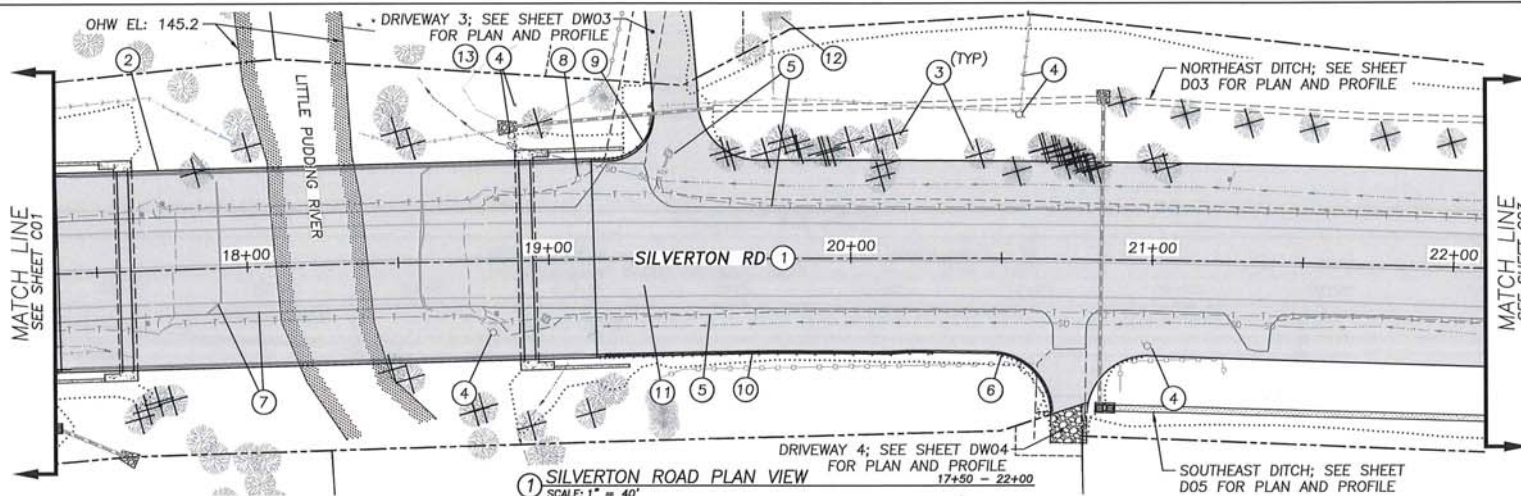 OHW EL: 145.2
DRIVEWAY 3; SEE SHEET DW03
FOR PLAN AND PROFILE
2
13
4
8
9
5
12
3 (TYP)
4
NORTHEAST DITCH; SEE SHEET
D03 FOR PLAN AND PROFILE
LITTLE PUDDING RIVER
SD
MATCH LINE
SEE SHEET C01
18+00
19+00
SILVERTON RD 1
20+00
21+00
22+00
MATCH LINE
SD
SD
7
4
11
5
10
6
4
DRIVEWAY 4; SEE SHEET DW04
FOR PLAN AND PROFILE
1 SILVERTON ROAD PLAN VIEW 17+50 - 22+00
SCALE: 1" = 40'
SOUTHEAST DITCH; SEE SHEET
D05 FOR PLAN AND PROFILE